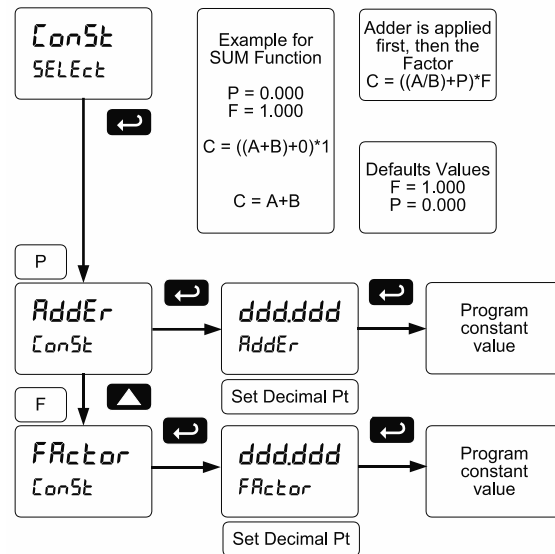 ConSt
SELEct
Example for
SUM Function
P = 0.000
F = 1.000
C = ((A+B)+0)*1
C = A+B
Adder is applied
first, then the
Factor
C = ((A/B)+P)*F
Defaults Values
F = 1.000
P = 0.000
P
AddEr
ConSt
ddd.ddd
AddEr
Set Decimal Pt
Program
constant
value
F
FActor
ConSt
ddd.ddd
FActor
Set Decimal Pt
Program
constant
value